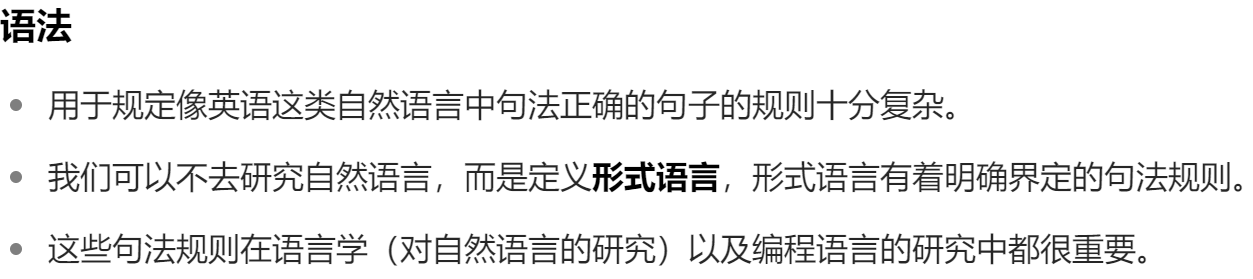 语法
用于规定像英语这类自然语言中句法正确的句子的规则十分复杂。
我们可以不去研究自然语言，而是定义形式语言，形式语言有着明确界定的句法规则。
这些句法规则在语言学（对自然语言的研究）以及编程语言的研究中都很重要。